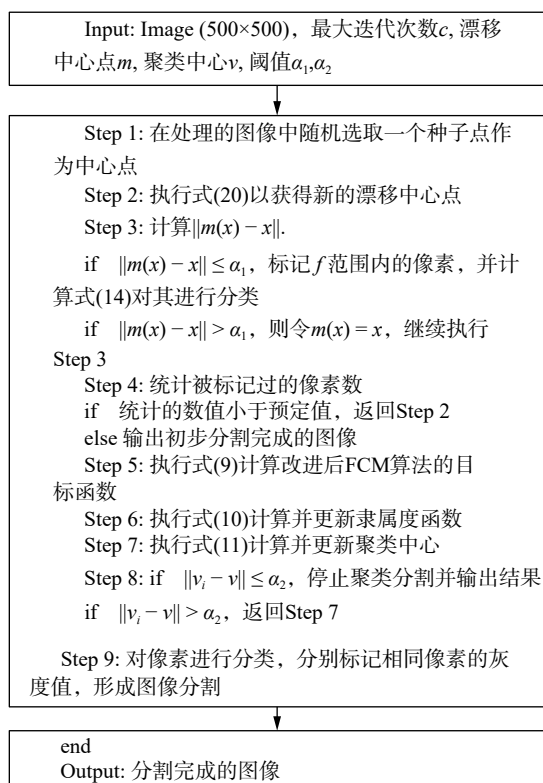 Input: Image (500×500)，最大迭代次数c, 漂移
中心点m, 聚类中心v, 阈值α₁,α₂
Step 1: 在处理的图像中随机选取一个种子点作
为中心点
Step 2: 执行式(20)以获得新的漂移中心点
Step 3: 计算||m(x) − x||.
if ||m(x) − x|| ≤ α₁，标记 f 范围内的像素，并计
算式(14)对其进行分类
if ||m(x) − x|| > α₁，则令m(x) = x，继续执行
Step 3
Step 4: 统计被标记过的像素数
if 统计的数值小于预定值，返回Step 2
else 输出初步分割完成的图像
Step 5: 执行式(9)计算改进后FCM算法的目
标函数
Step 6: 执行式(10)计算并更新隶属度函数
Step 7: 执行式(11)计算并更新聚类中心
Step 8: if ||vᵢ − v|| ≤ α₂，停止聚类分割并输出结果
if ||vᵢ − v|| > α₂，返回Step 7
Step 9: 对像素进行分类，分别标记相同像素的灰
度值，形成图像分割
end
Output: 分割完成的图像